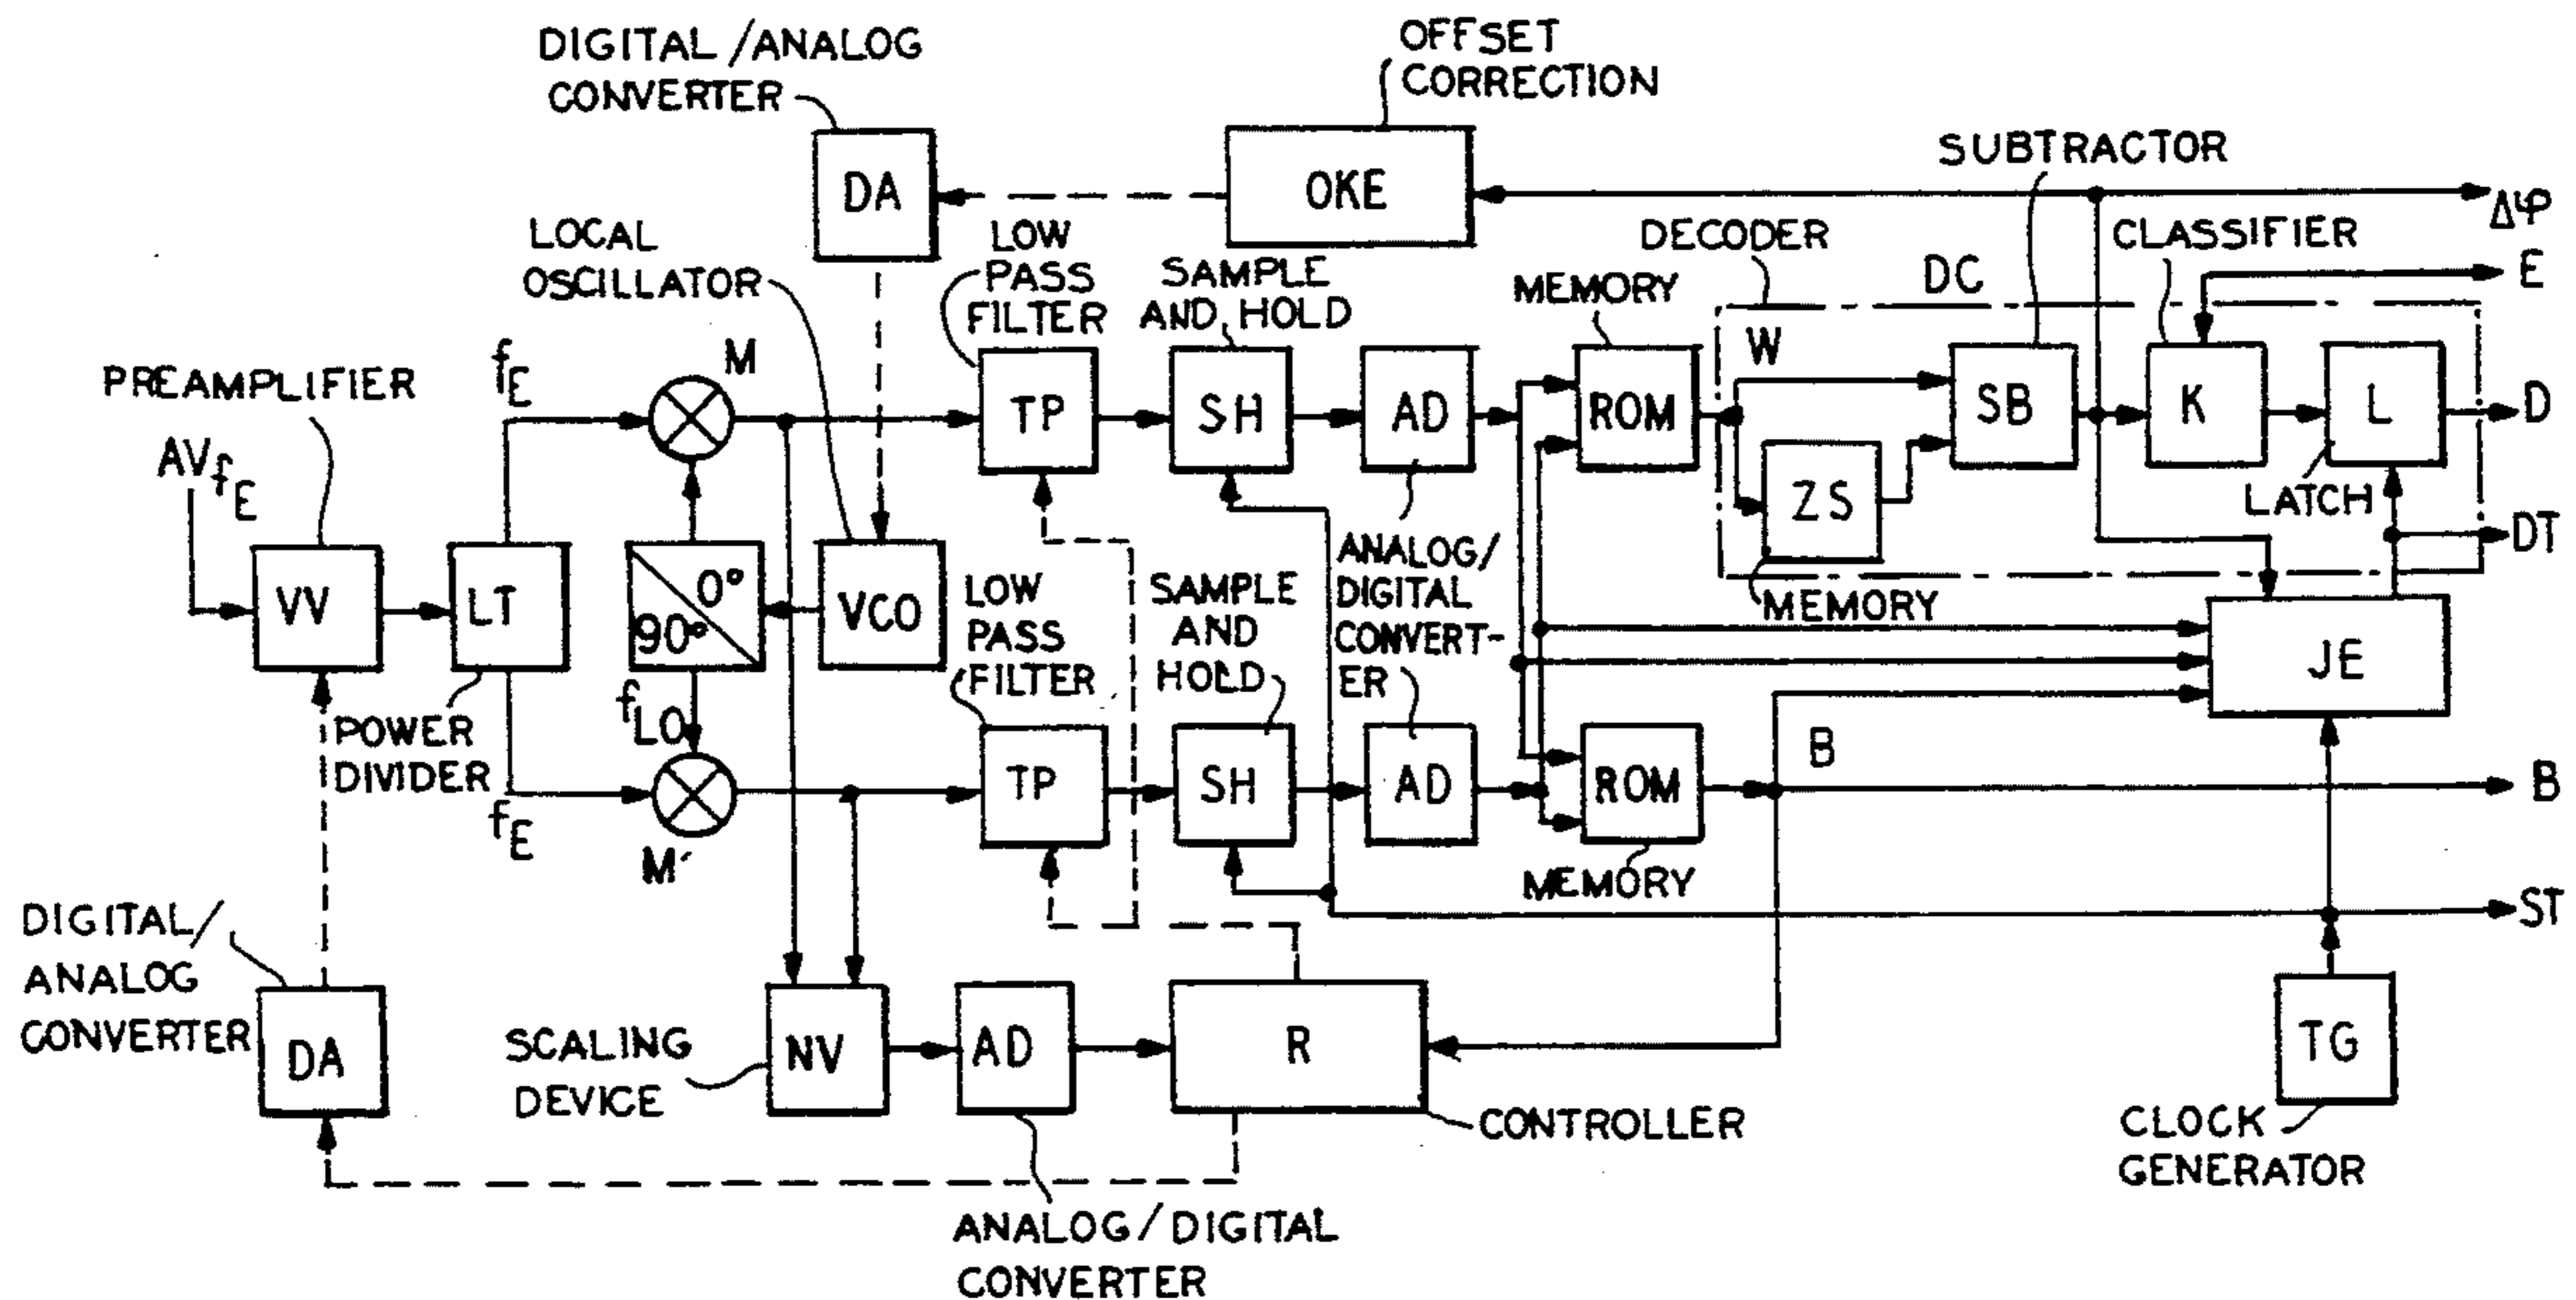 DIGITAL /ANALOG
CONVERTER
OFFSET
CORRECTION
DA
OKE
SUBTRACTOR
Δφ
LOCAL
OSCILLATOR
LOW
PASS
FILTER
SAMPLE
AND HOLD
DECODER
MEMORY
DC
CLASSIFIER
E
PREAMPLIFIER
fE
M
W
AV fE
TP
SH
AD
ROM
SB
K
L
D
ZS
LATCH
DT
VV
LT
0°
90°
VCO
LOW
PASS
FILTER
SAMPLE
AND
HOLD
ANALOG/
DIGITAL
CONVERT-
ER
MEMORY
JE
POWER
DIVIDER
fLO
fE
M'
TP
SH
AD
ROM
MEMORY
B
B
ST
DIGITAL/
ANALOG
CONVERTER
DA
SCALING
DEVICE
NV
AD
R
CONTROLLER
TG
CLOCK
GENERATOR
ANALOG/DIGITAL
CONVERTER